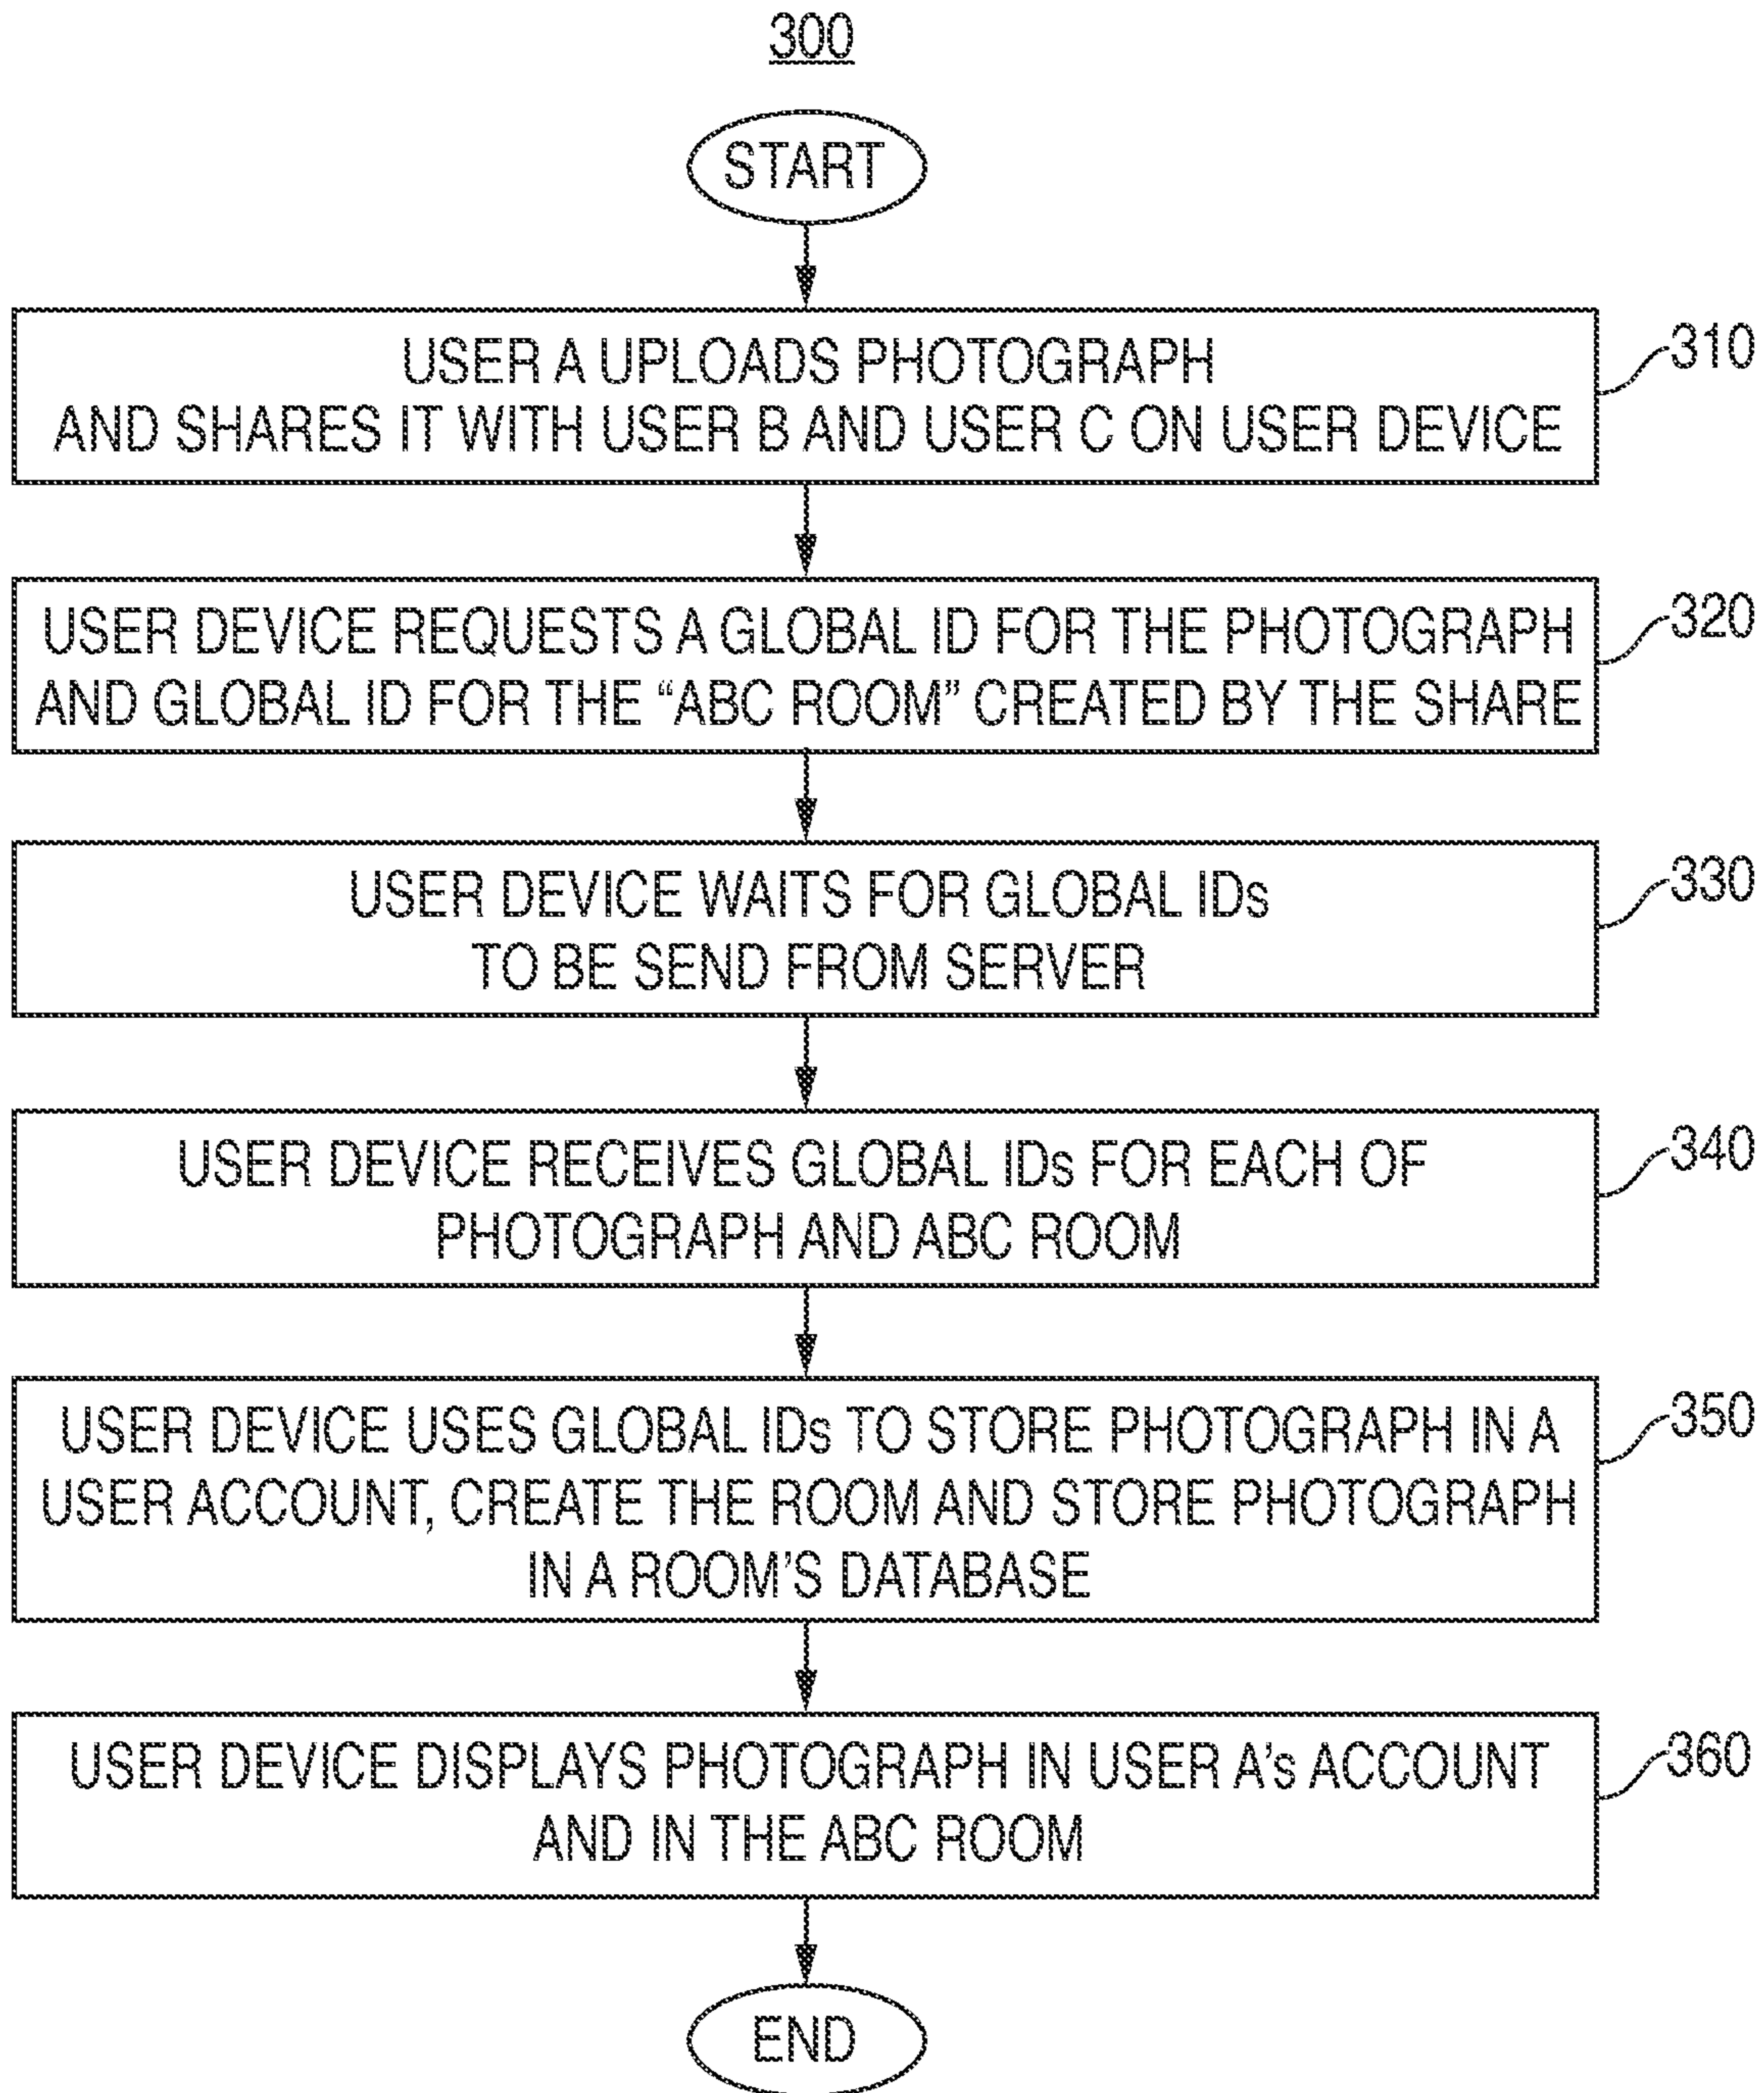 300
START
USER A UPLOADS PHOTOGRAPH
AND SHARES IT WITH USER B AND USER C ON USER DEVICE
310
USER DEVICE REQUESTS A GLOBAL ID FOR THE PHOTOGRAPH
AND GLOBAL ID FOR THE “ABC ROOM” CREATED BY THE SHARE
320
USER DEVICE WAITS FOR GLOBAL IDs
TO BE SEND FROM SERVER
330
USER DEVICE RECEIVES GLOBAL IDs FOR EACH OF
PHOTOGRAPH AND ABC ROOM
340
USER DEVICE USES GLOBAL IDs TO STORE PHOTOGRAPH IN A
USER ACCOUNT, CREATE THE ROOM AND STORE PHOTOGRAPH
IN A ROOM’S DATABASE
350
USER DEVICE DISPLAYS PHOTOGRAPH IN USER A’s ACCOUNT
AND IN THE ABC ROOM
360
END